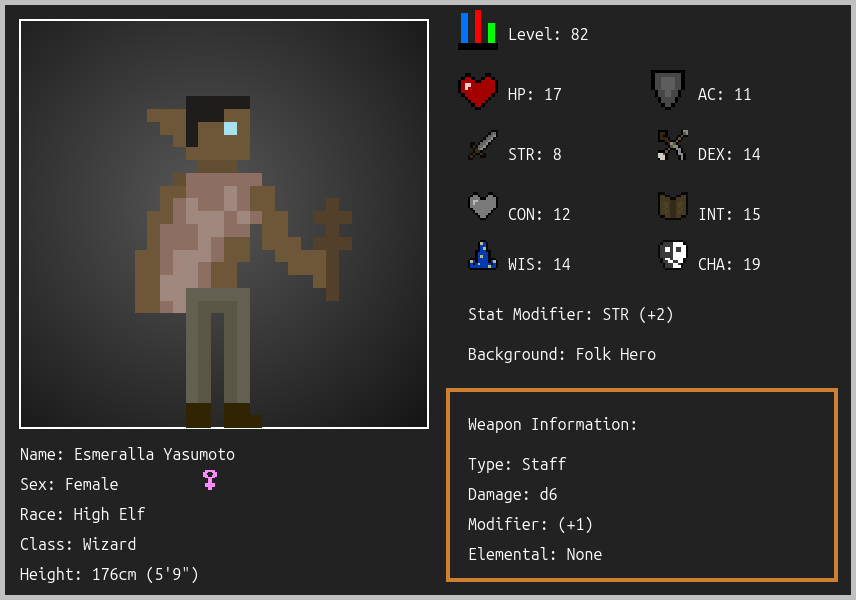 Level: 82
HP: 17
AC: 11
STR: 8
DEX: 14
CON: 12
INT: 15
WIS: 14
CHA: 19
Stat Modifier: STR (+2)
Background: Folk Hero
Weapon Information:
Type: Staff
Damage: d6
Modifier: (+1)
Elemental: None
Name: Esmeralla Yasumoto
Sex: Female
Race: High Elf
Class: Wizard
Height: 176cm (5'9")